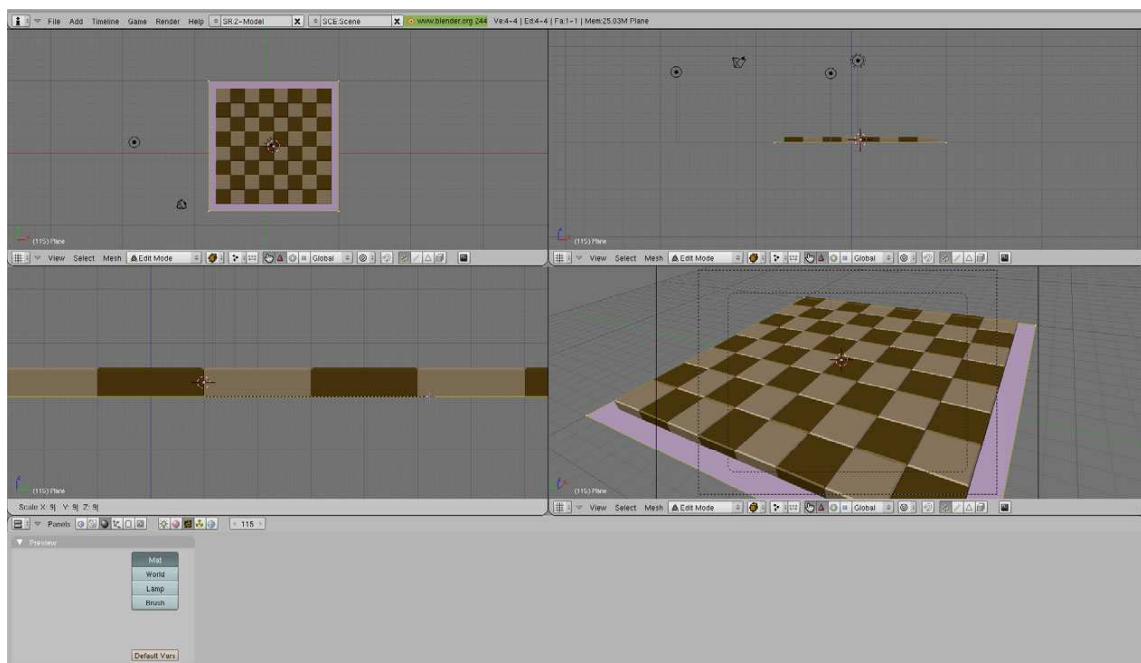 File Add Timeline Game Render Help SR:2-Model X SCE:Scene X www.blender.org 244 Ve:4-4 | Ed:4-4 | Fa:1-1 | Mem:25.03M Plane
(115) Plane
(115) Plane
View Select Mesh Edit Mode Global
View Select Mesh Edit Mode Global
(115) Plane
(115) Plane
Scale X: 9| Y: 9| Z: 9|
View Select Mesh Edit Mode Global
Panels 115
Preview
Mat
World
Lamp
Brush
Default Vars